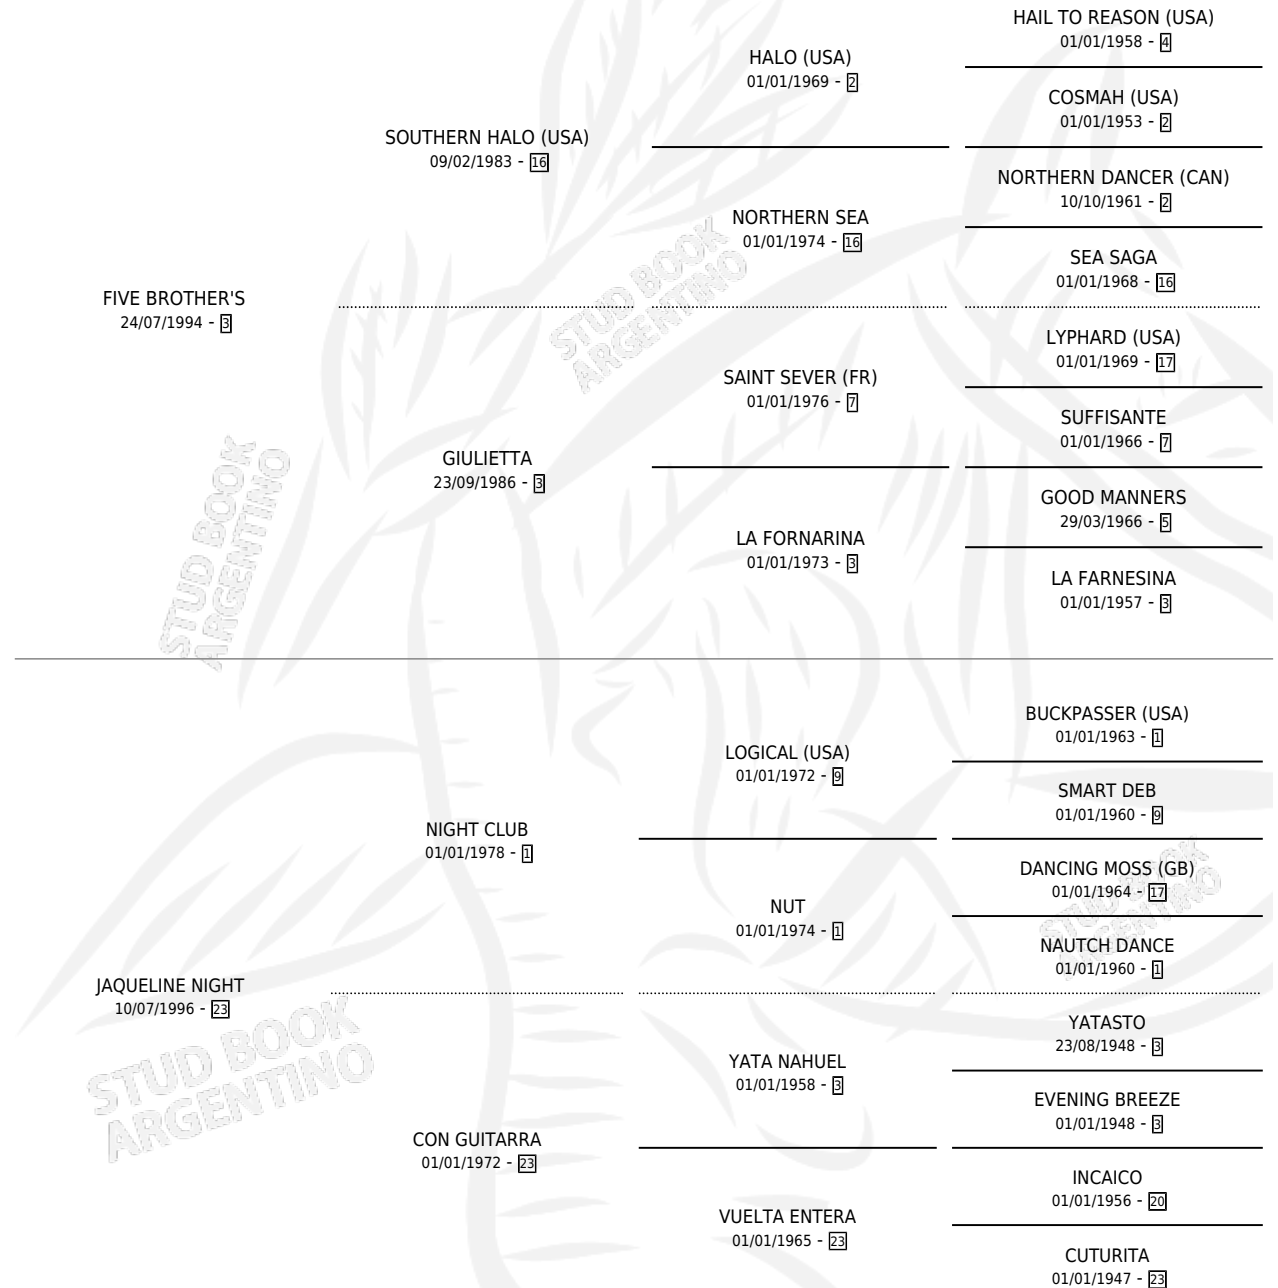 HAIL TO REASON (USA)
01/01/1958 - 4
HALO (USA)
01/01/1969 - 2
COSMAH (USA)
01/01/1953 - 2
SOUTHERN HALO (USA)
09/02/1983 - 16
NORTHERN DANCER (CAN)
10/10/1961 - 2
NORTHERN SEA
01/01/1974 - 16
SEA SAGA
01/01/1968 - 16
STUD BOOK
ARGENTINO
FIVE BROTHER'S
24/07/1994 - 3
LYPHARD (USA)
01/01/1969 - 17
SAINT SEVER (FR)
01/01/1976 - 7
SUFFISANTE
01/01/1966 - 7
GIULIETTA
23/09/1986 - 3
GOOD MANNERS
29/03/1966 - 5
LA FORNARINA
01/01/1973 - 3
LA FARNESINA
01/01/1957 - 3
STUD BOOK
ARGENTINO
BUCKPASSER (USA)
01/01/1963 - 1
LOGICAL (USA)
01/01/1972 - 9
SMART DEB
01/01/1960 - 9
NIGHT CLUB
01/01/1978 - 1
DANCING MOSS (GB)
01/01/1964 - 17
NUT
01/01/1974 - 1
STUD BOOK
ARGENTINO
NAUTCH DANCE
01/01/1960 - 1
JAQUELINE NIGHT
10/07/1996 - 23
YATASTO
23/08/1948 - 3
YATA NAHUEL
01/01/1958 - 3
EVENING BREEZE
01/01/1948 - 3
STUD BOOK
ARGENTINO
CON GUITARRA
01/01/1972 - 23
INCAICO
01/01/1956 - 20
VUELTA ENTERA
01/01/1965 - 23
CUTURITA
01/01/1947 - 23